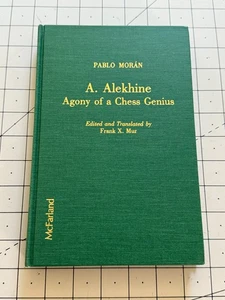 PABLO MORÁN
A. Alekhine
Agony of a Chess Genius
Edited and Translated by
Frank X. Mur
McFarland